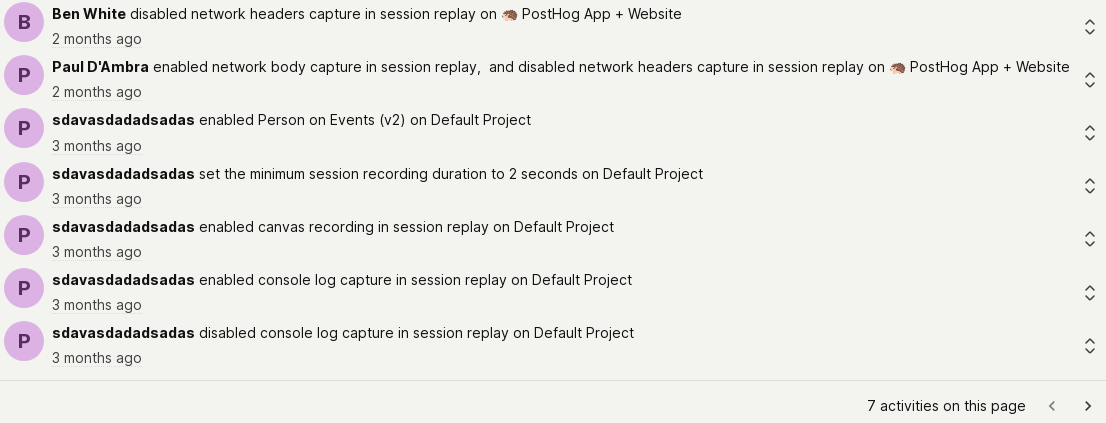 B
Ben White disabled network headers capture in session replay on 🦔 PostHog App + Website
2 months ago
P
Paul D'Ambra enabled network body capture in session replay,  and disabled network headers capture in session replay on 🦔 PostHog App + Website
2 months ago
P
sdavasdadadsadas enabled Person on Events (v2) on Default Project
3 months ago
P
sdavasdadadsadas set the minimum session recording duration to 2 seconds on Default Project
3 months ago
P
sdavasdadadsadas enabled canvas recording in session replay on Default Project
3 months ago
P
sdavasdadadsadas enabled console log capture in session replay on Default Project
3 months ago
P
sdavasdadadsadas disabled console log capture in session replay on Default Project
3 months ago
7 activities on this page